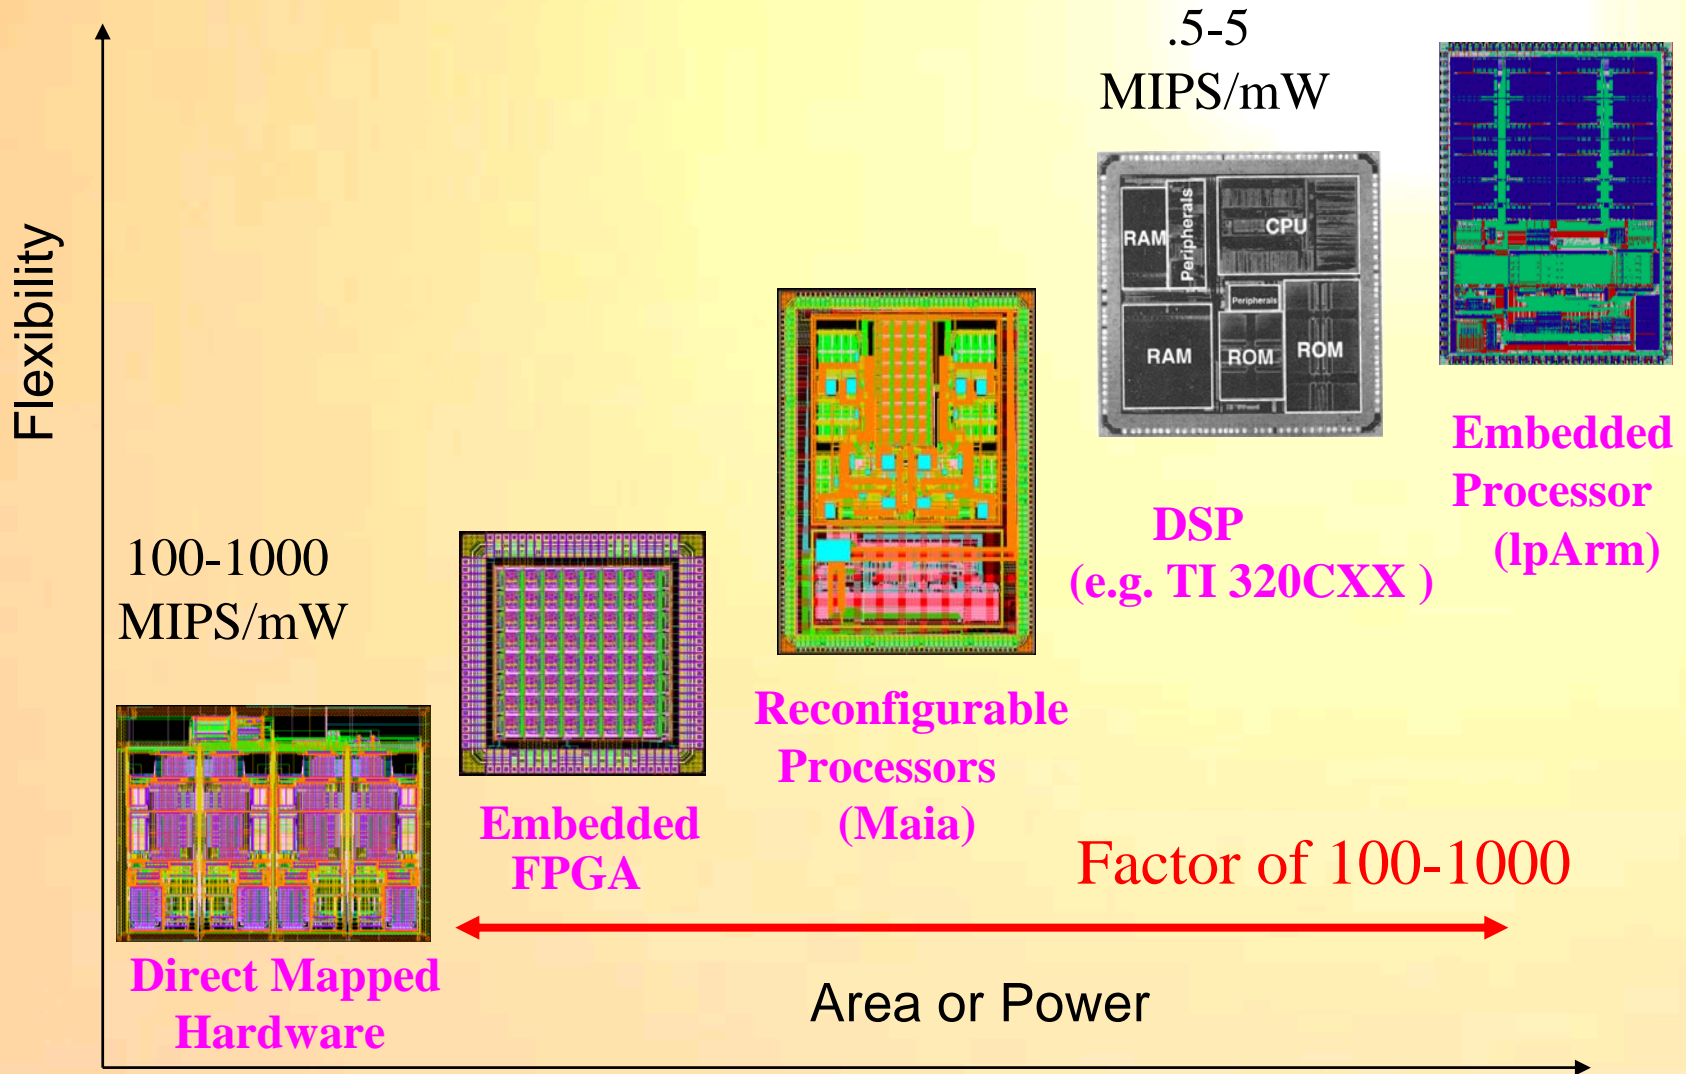 .5-5
MIPS/mW
Flexibility
RAM
Peripherals
CPU
Peripherals
RAM
ROM
ROM
Embedded
Processor
(lpArm)
DSP
(e.g. TI 320CXX )
100-1000
MIPS/mW
Reconfigurable
Processors
(Maia)
Embedded
FPGA
Factor of 100-1000
Direct Mapped
Hardware
Area or Power